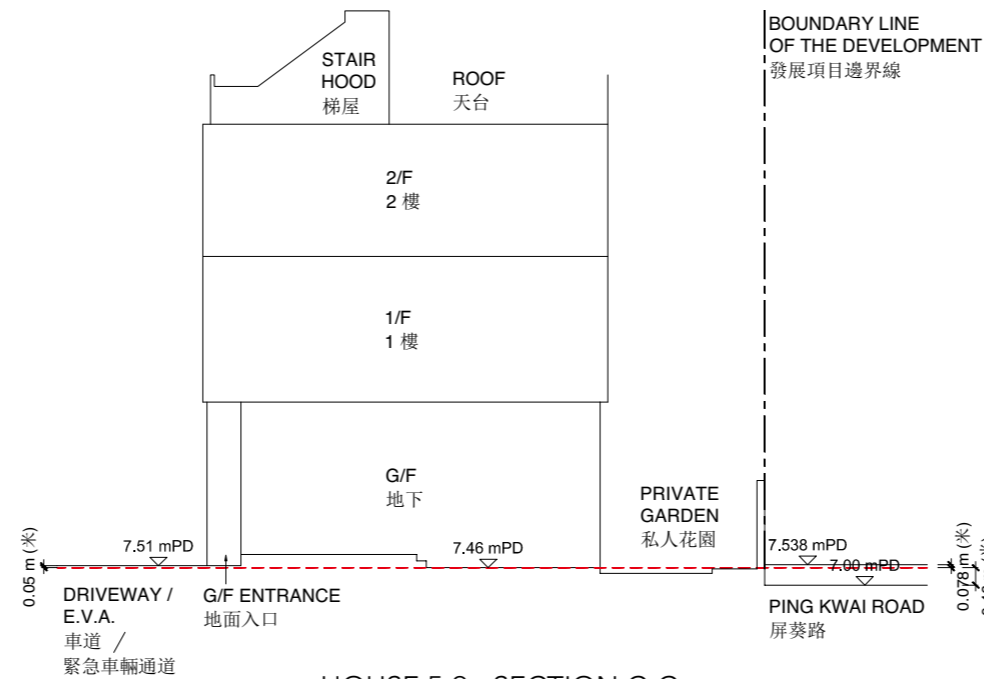 BOUNDARY LINE
OF THE DEVELOPMENT
發展項目邊界線
STAIR
HOOD
梯屋
ROOF
天台
2/F
2 樓
1/F
1 樓
G/F
地下
PRIVATE
GARDEN
私人花園
0.05 m (米)
7.51 mPD
7.46 mPD
7.538 mPD
7.00 mPD
0.078 m (米)
DRIVEWAY /
E.V.A.
車道 /
緊急車輛通道
G/F ENTRANCE
地面入口
PING KWAI ROAD
屏葵路